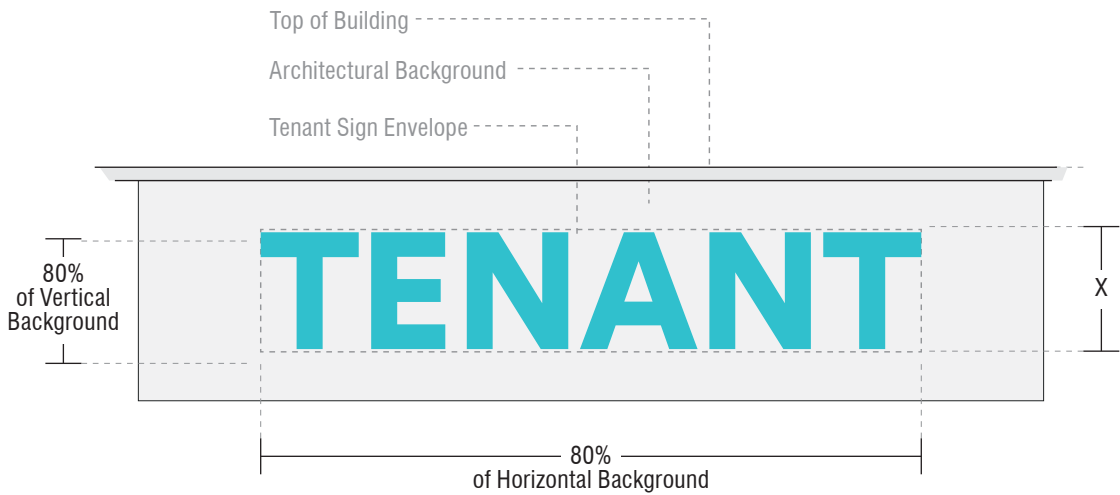 Top of Building
Architectural Background
Tenant Sign Envelope
TENANT
80%
of Vertical
Background
X
80%
of Horizontal Background